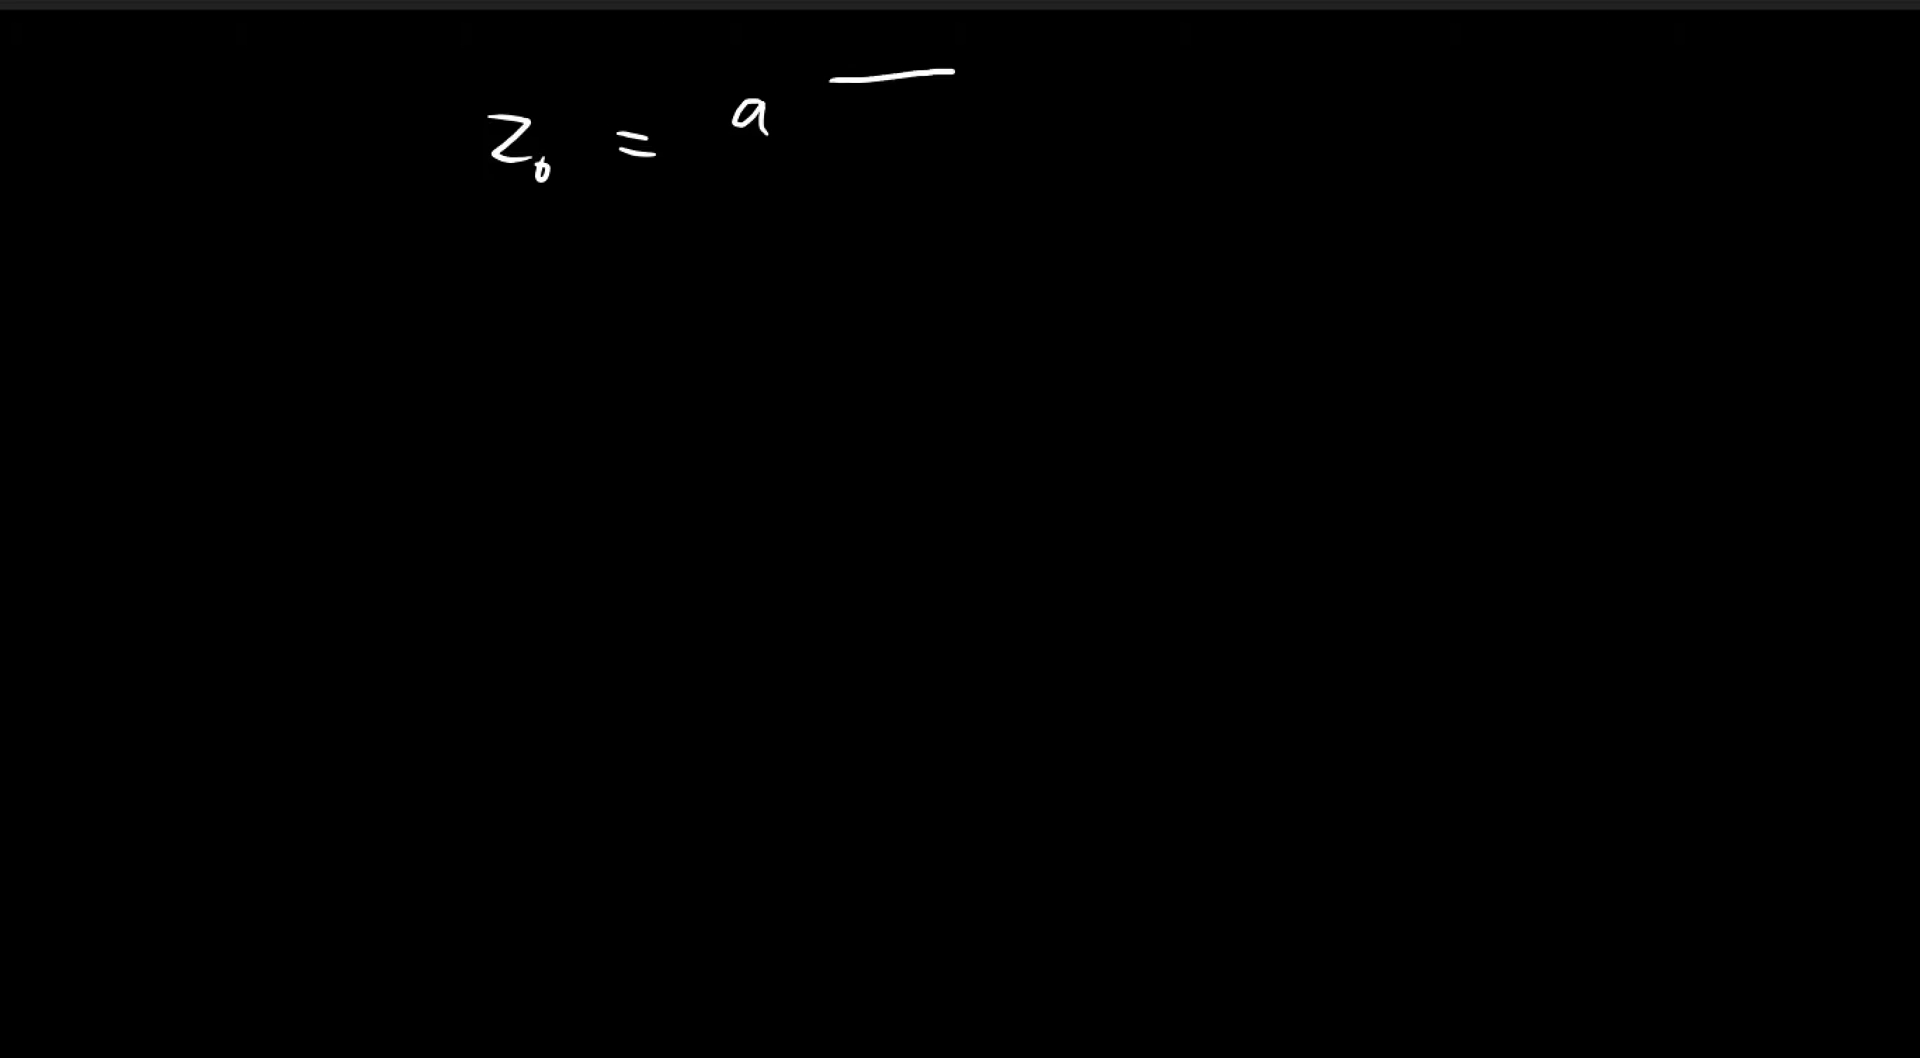 z₀ = a —